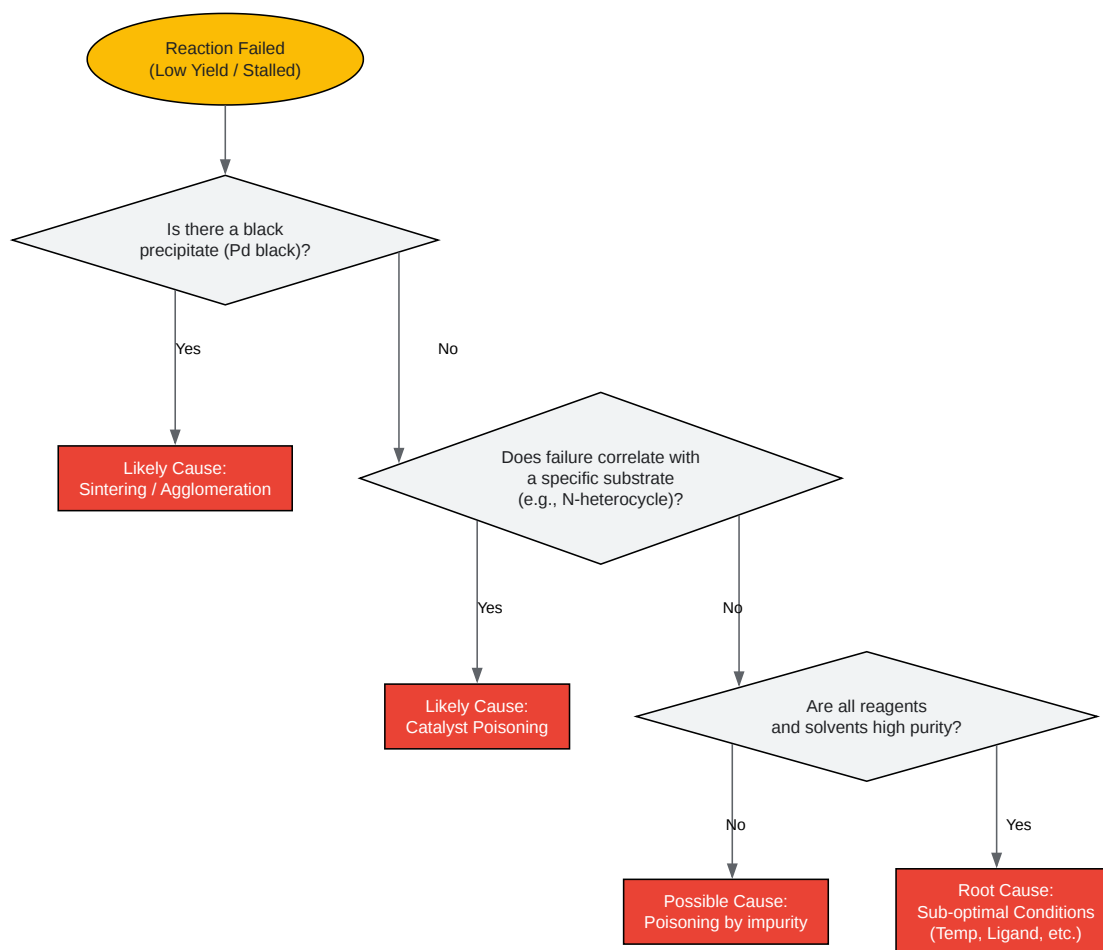 Reaction Failed
(Low Yield / Stalled)
Is there a black
precipitate (Pd black)?
Yes
No
Likely Cause:
Sintering / Agglomeration
Does failure correlate with
a specific substrate
(e.g., N-heterocycle)?
Yes
No
Likely Cause:
Catalyst Poisoning
Are all reagents
and solvents high purity?
No
Yes
Possible Cause:
Poisoning by impurity
Root Cause:
Sub-optimal Conditions
(Temp, Ligand, etc.)